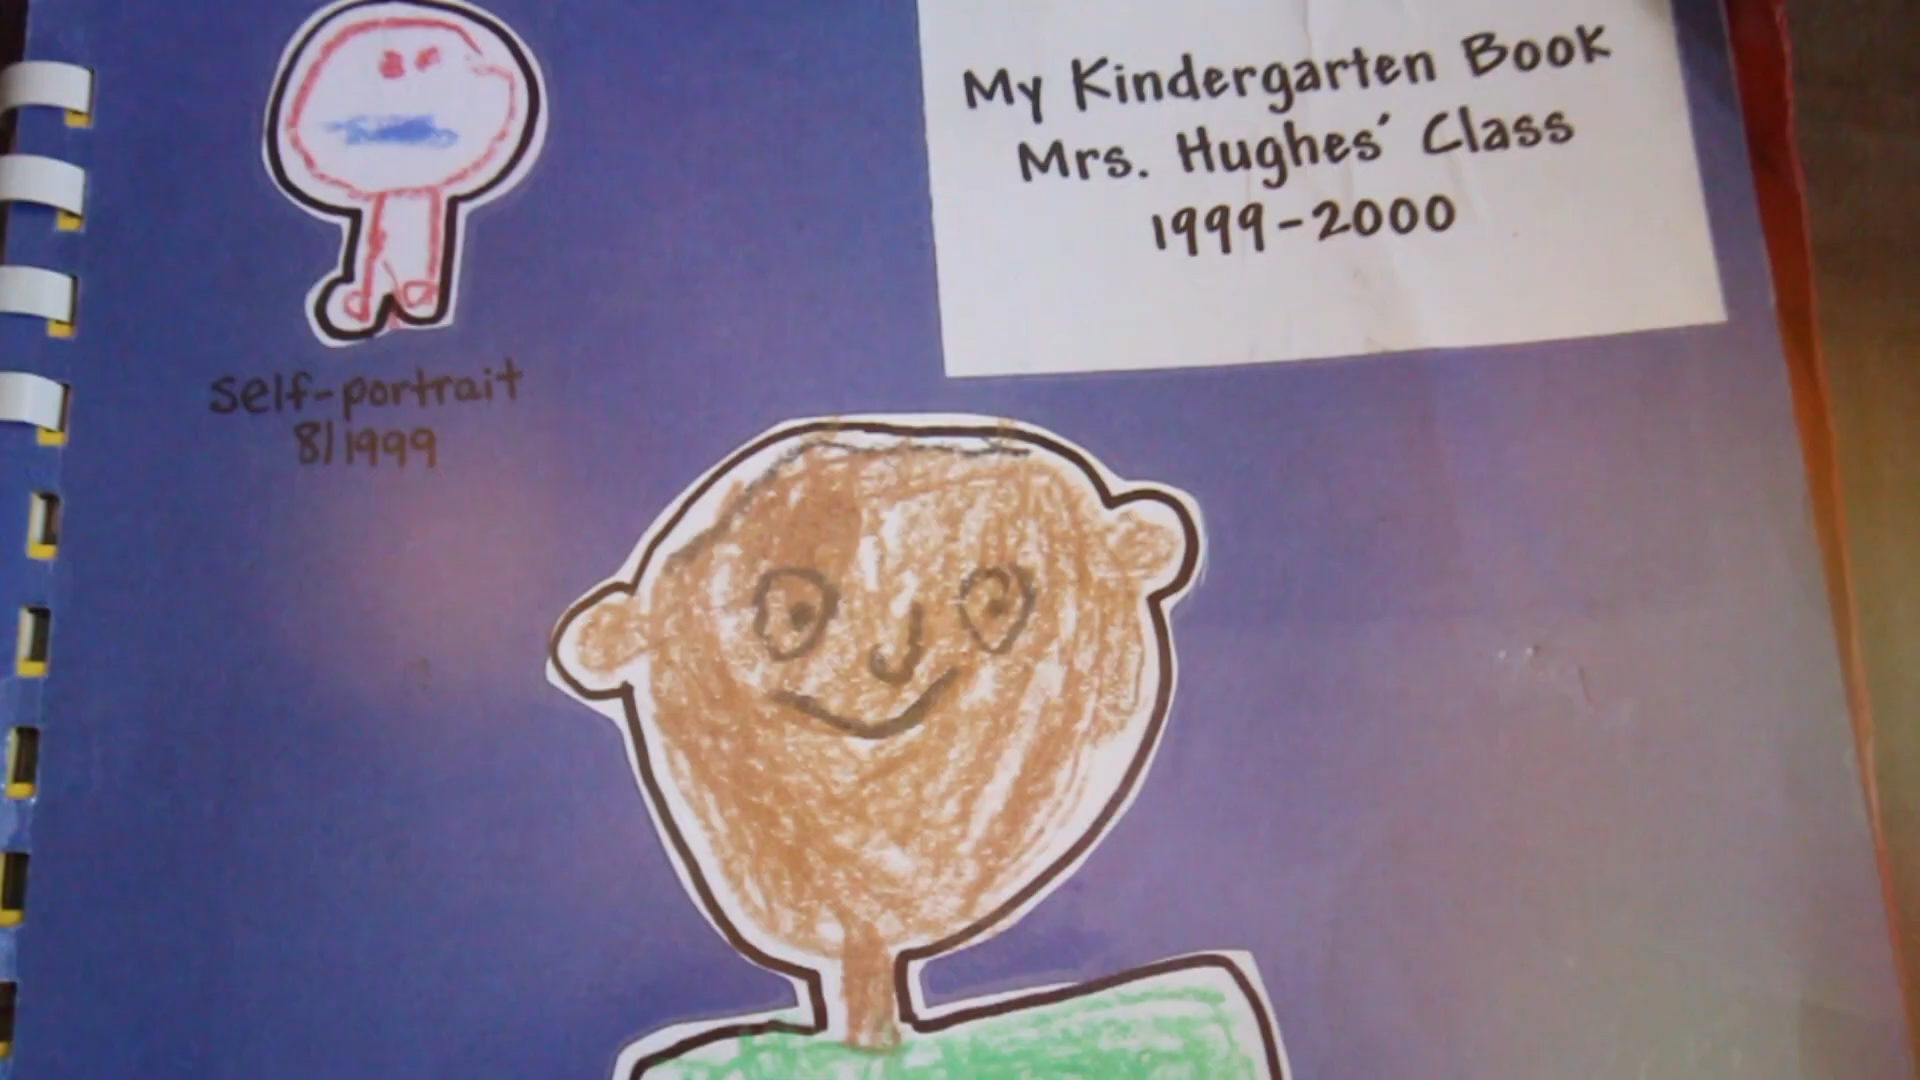 My Kindergarten Book
Mrs. Hughes' Class
1999-2000
self-portrait
8/1999